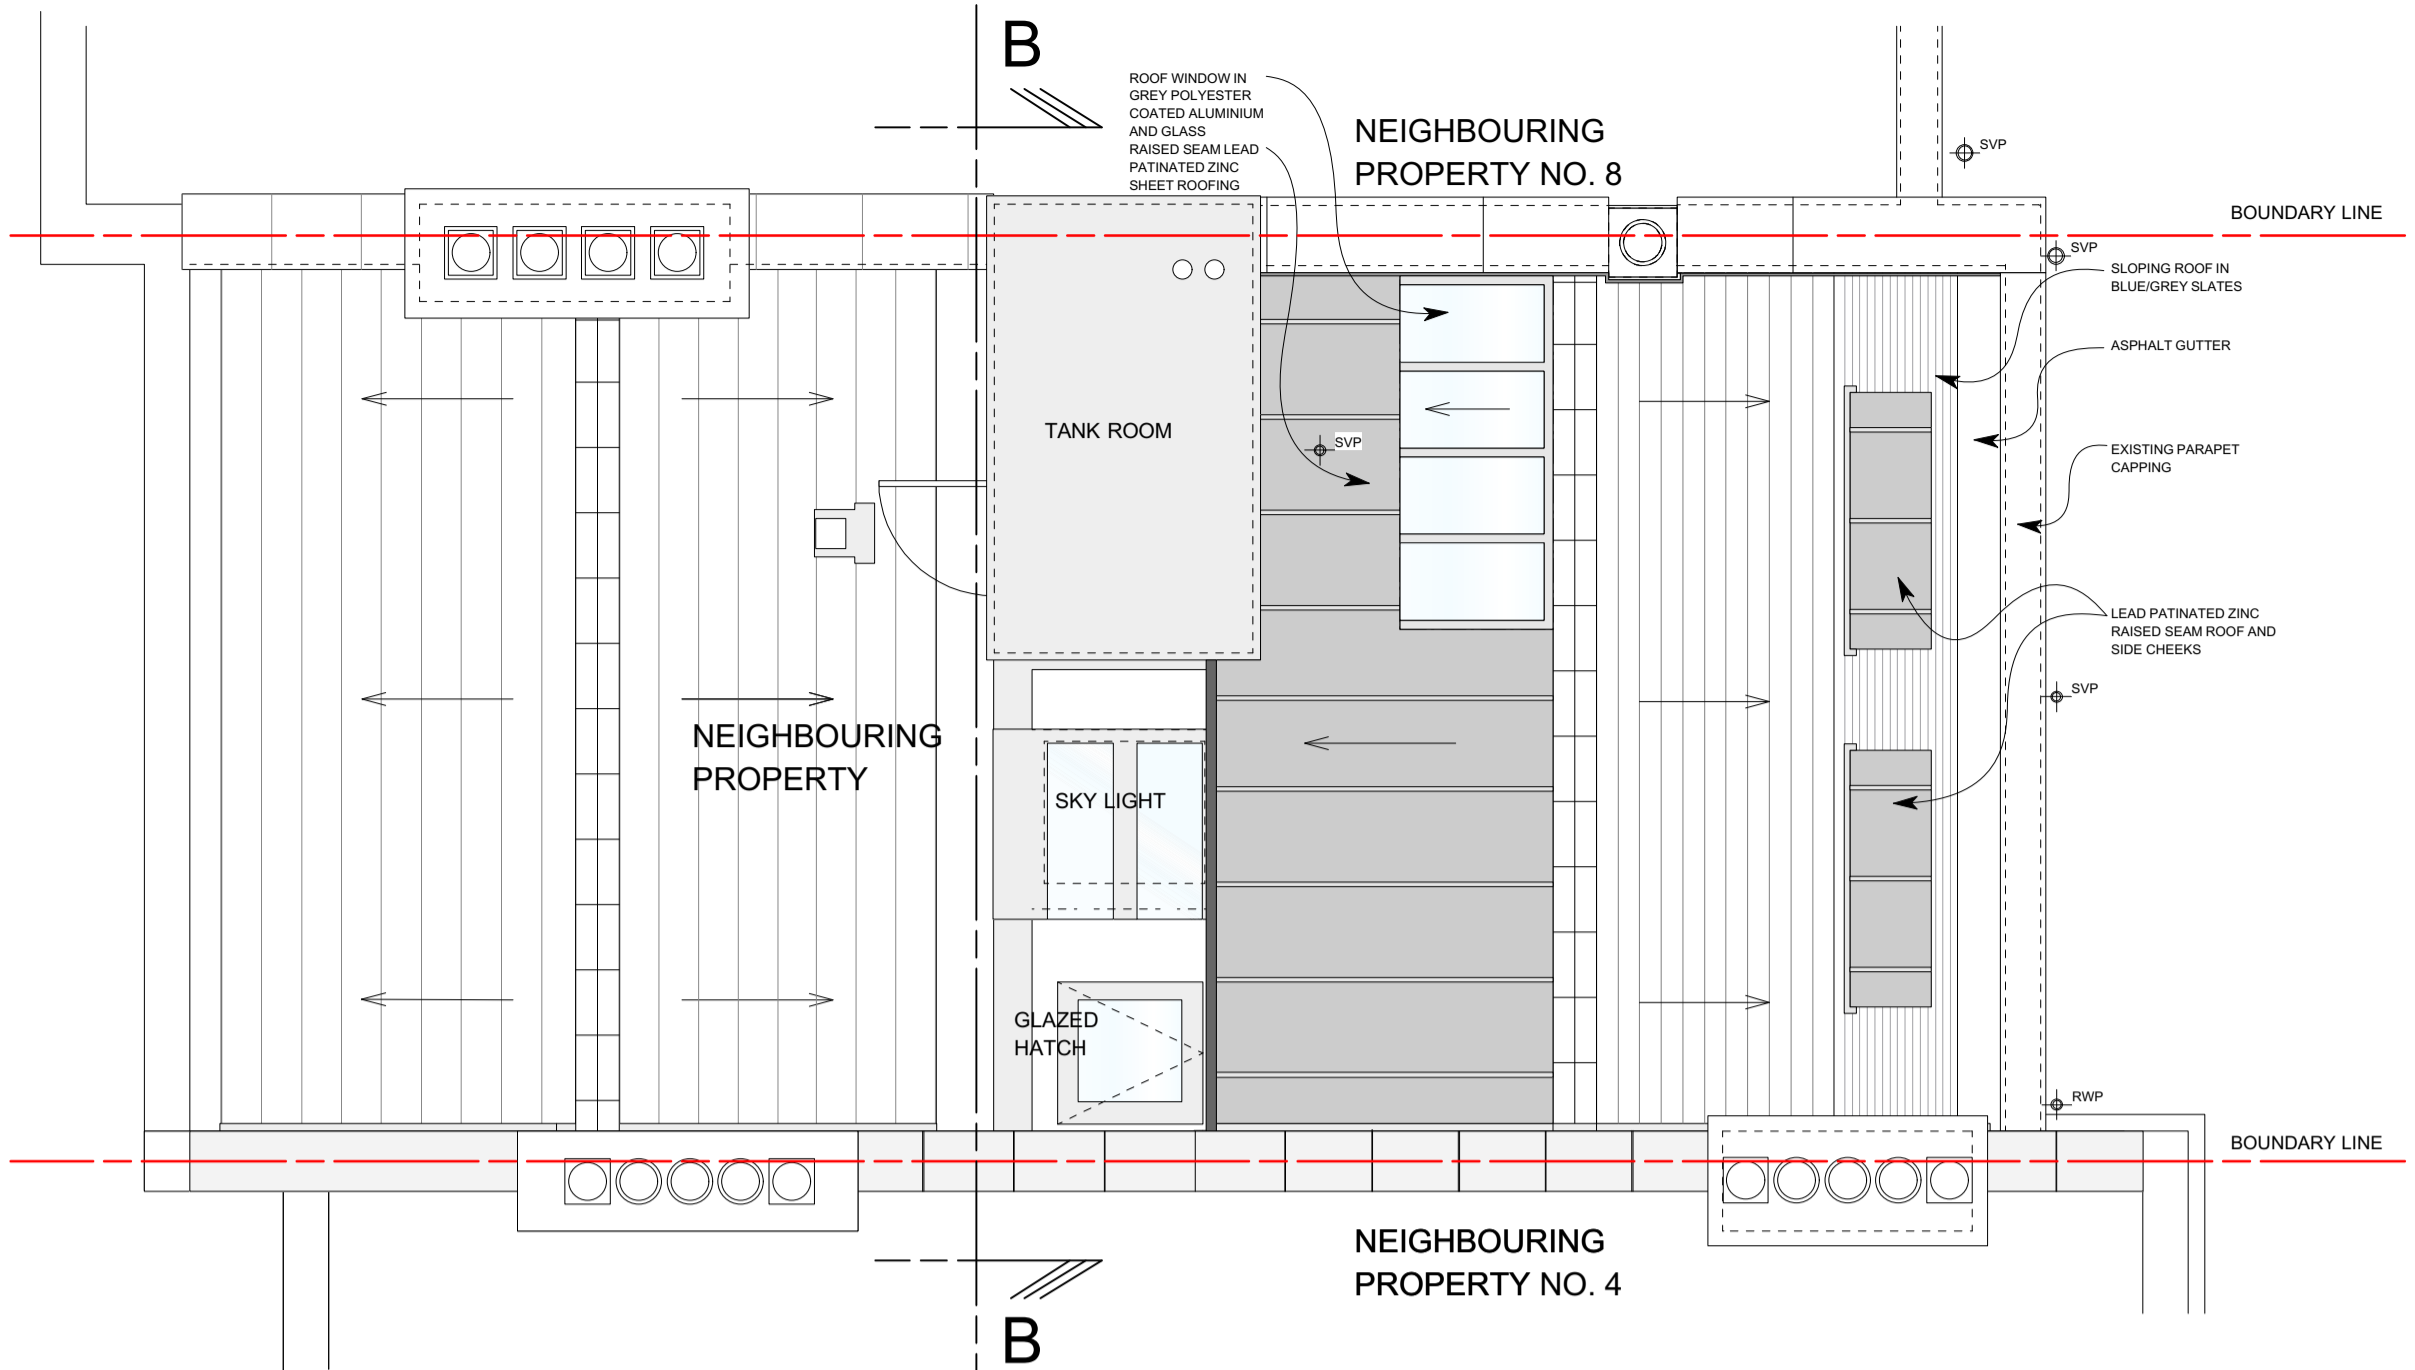 B
ROOF WINDOW IN
GREY POLYESTER
COATED ALUMINIUM
AND GLASS
RAISED SEAM LEAD
PATINATED ZINC
SHEET ROOFING
NEIGHBOURING
PROPERTY NO. 8
SVP
BOUNDARY LINE
SVP
SLOPING ROOF IN
BLUE/GREY SLATES
ASPHALT GUTTER
TANK ROOM
SVP
EXISTING PARAPET
CAPPING
LEAD PATINATED ZINC
RAISED SEAM ROOF AND
SIDE CHEEKS
SVP
NEIGHBOURING
PROPERTY
SKY LIGHT
GLAZED
HATCH
RWP
BOUNDARY LINE
NEIGHBOURING
PROPERTY NO. 4
B